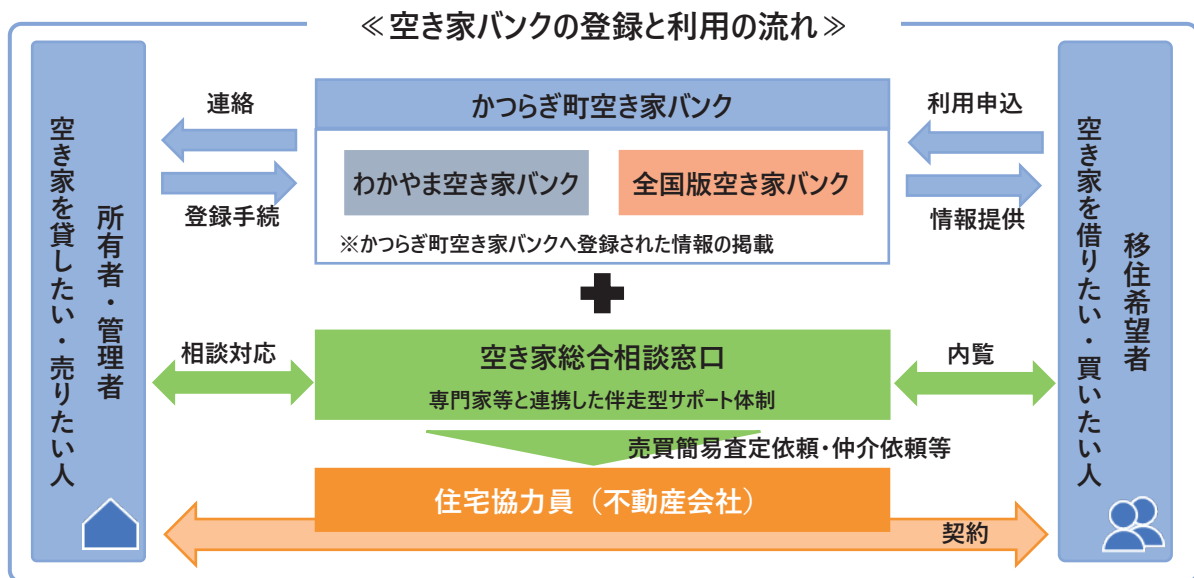 ≪空き家バンクの登録と利用の流れ≫
空き家を貸したい・売りたい人
所有者・管理者
連絡
登録手続
かつらぎ町空き家バンク
わかやま空き家バンク
全国版空き家バンク
※かつらぎ町空き家バンクへ登録された情報の掲載
利用申込
情報提供
相談対応
空き家総合相談窓口
専門家等と連携した伴走型サポート体制
内覧
売買簡易査定依頼・仲介依頼等
住宅協力員（不動産会社）
契約
移住希望者
空き家を借りたい・買いたい人